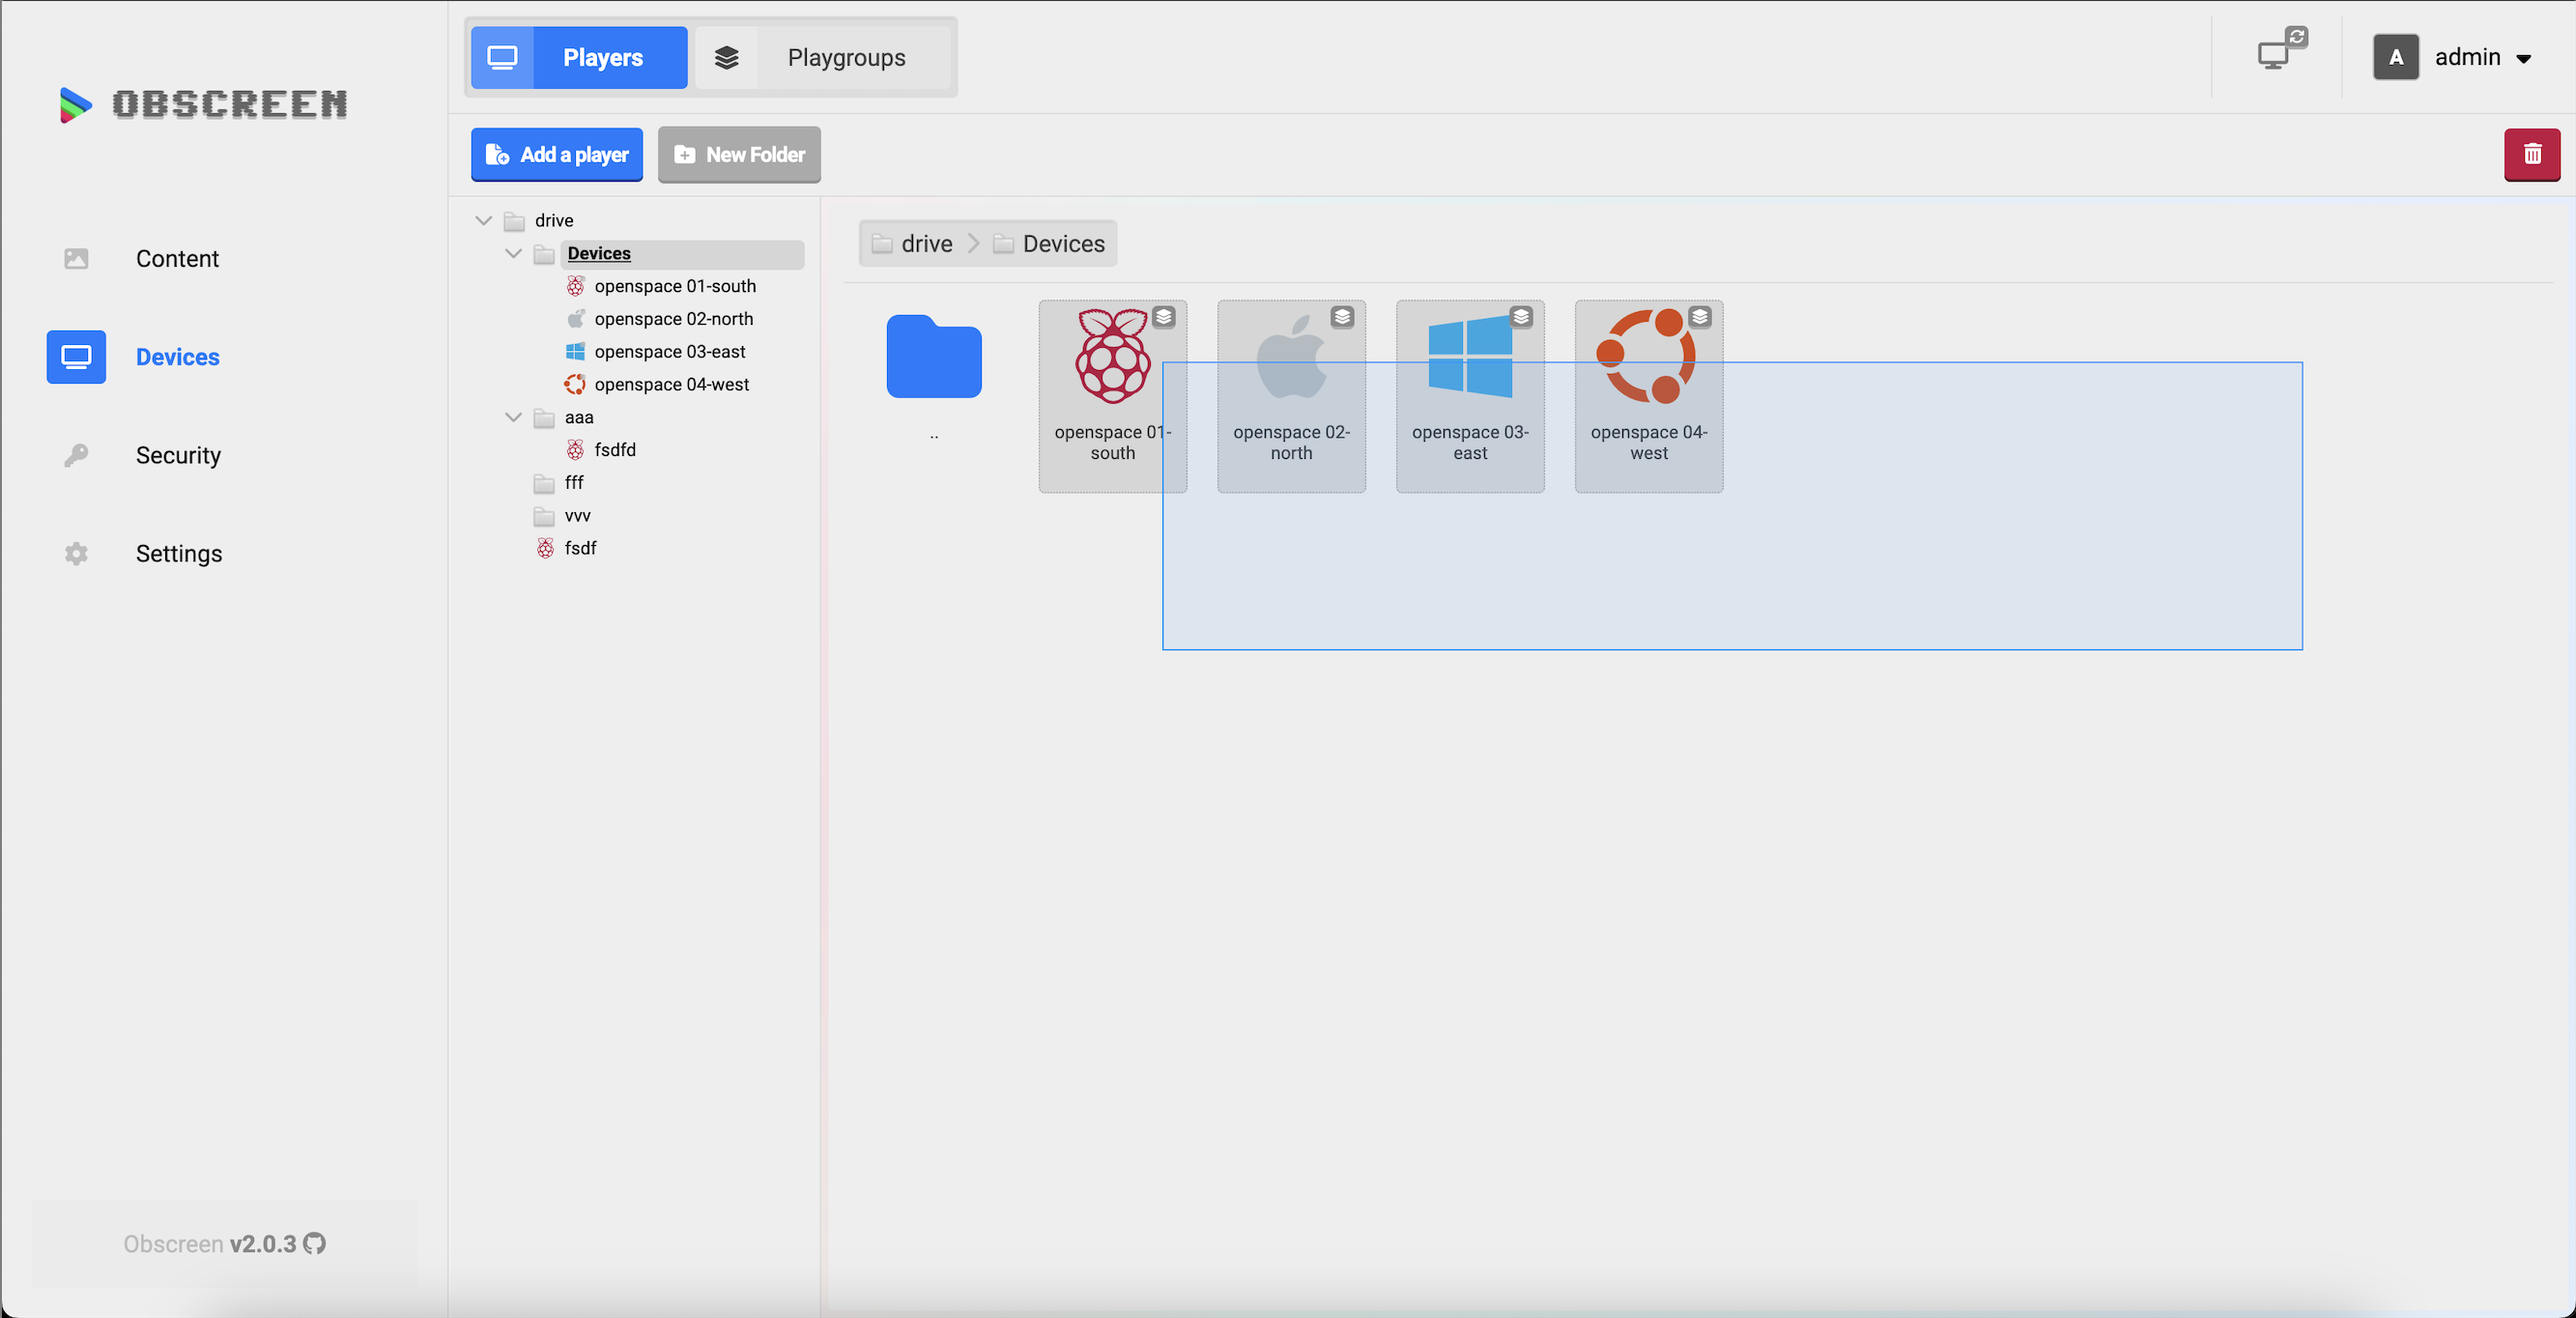 OBSCREEN
Players
Playgroups
A
admin
Add a player
New Folder
Content
Devices
Security
Settings
drive
Devices
openspace 01-south
openspace 02-north
openspace 03-east
openspace 04-west
aaa
fsdfd
fff
vvv
fsdf
drive
Devices
..
openspace 01-
south
openspace 02-
north
openspace 03-
east
openspace 04-
west
Obscreen v2.0.3